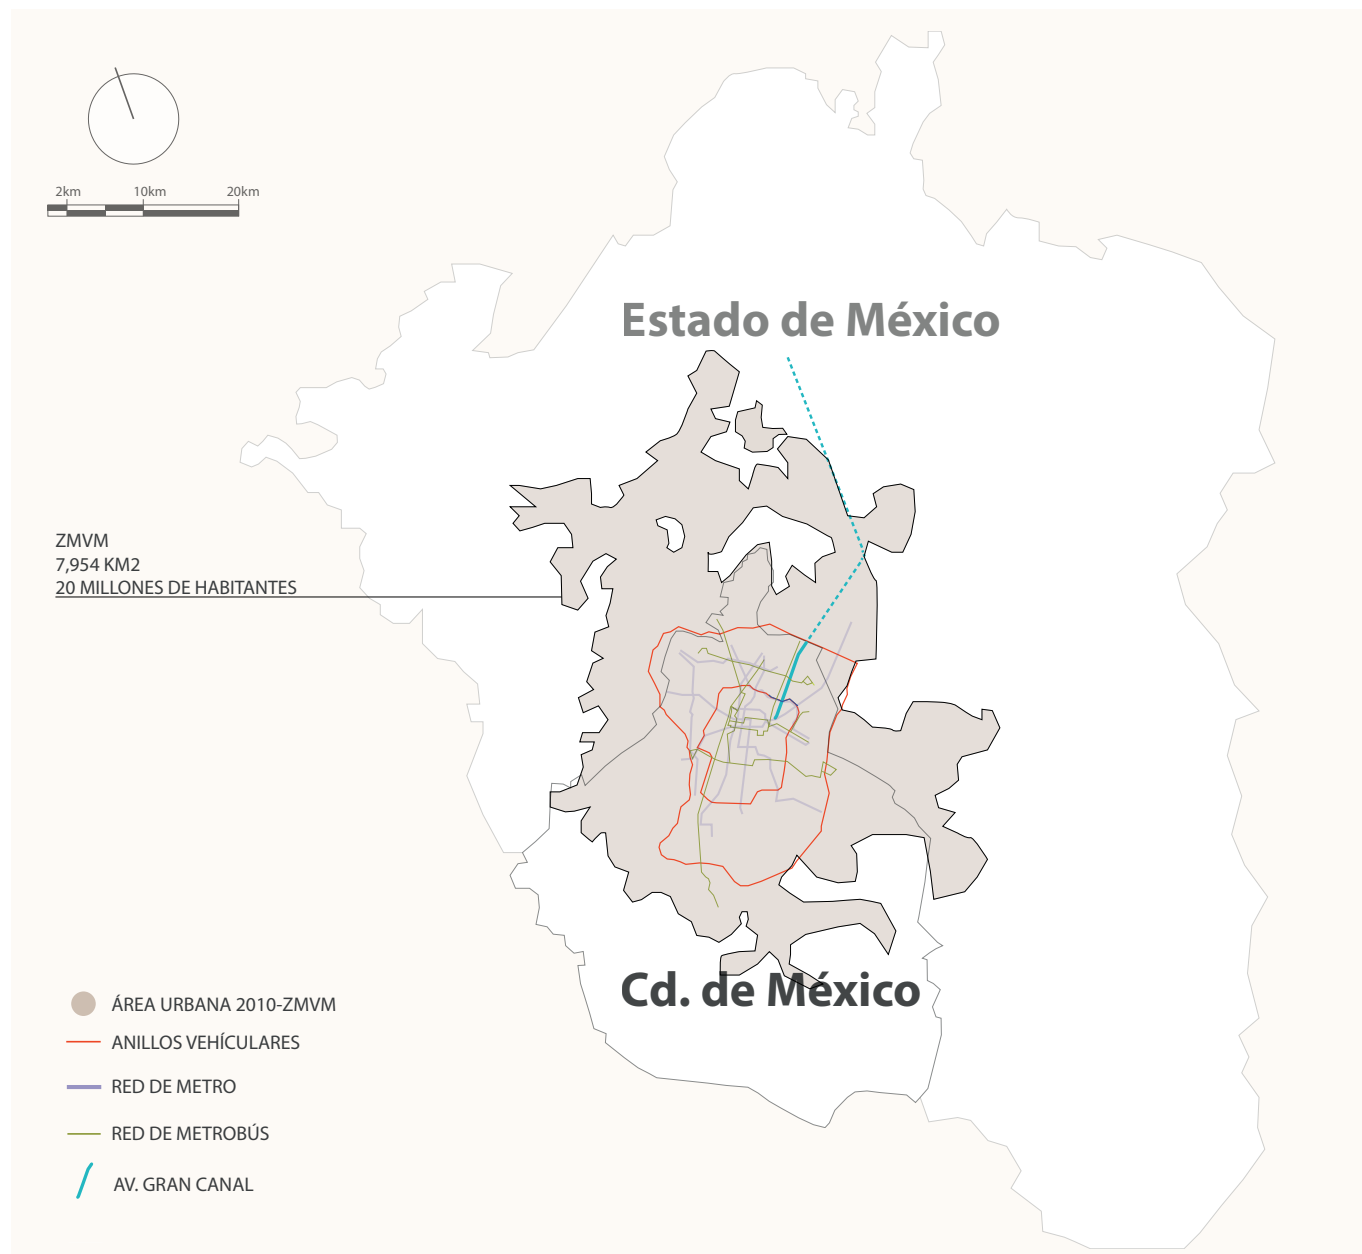 2km 10km 20km
Estado de México
ZMVM
7,954 KM2
20 MILLONES DE HABITANTES
Cd. de México
ÁREA URBANA 2010-ZMVM
ANILLOS VEHÍCULARES
RED DE METRO
RED DE METROBÚS
AV. GRAN CANAL